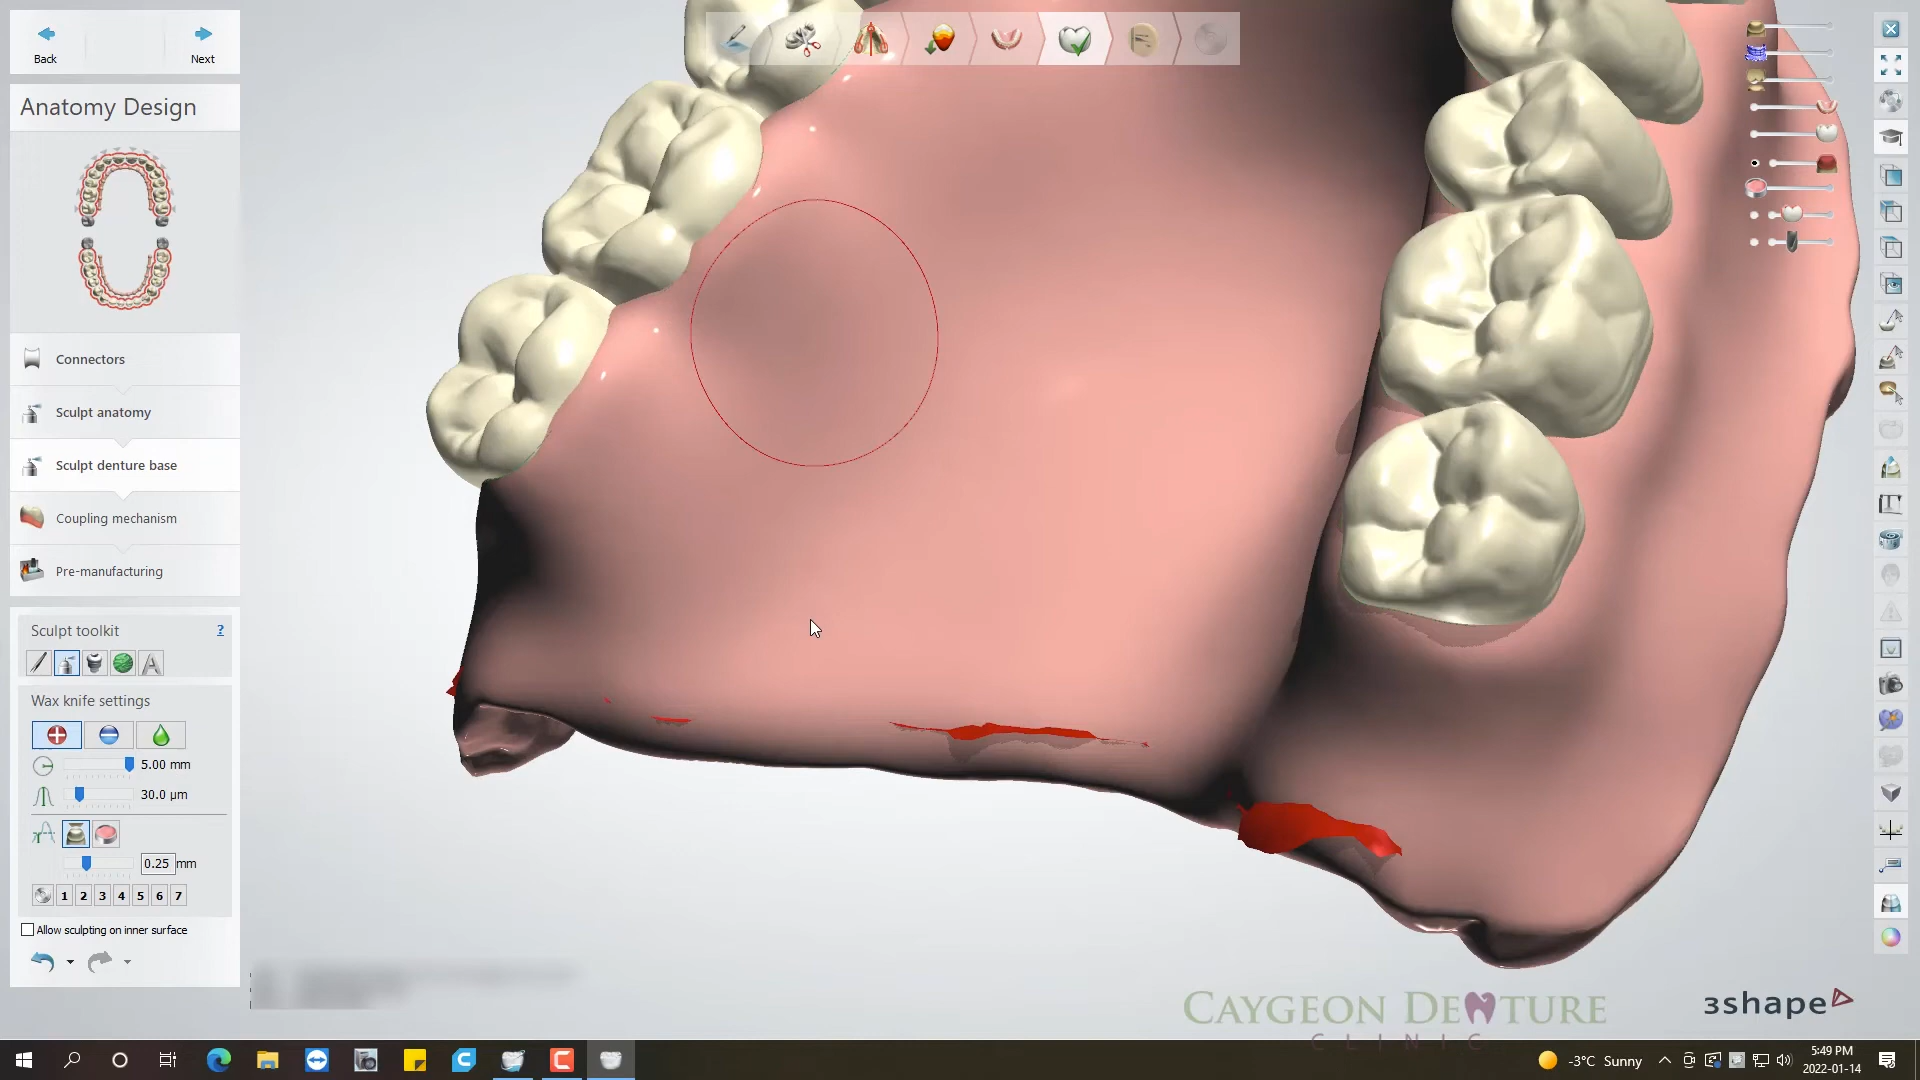 Back
Next
Anatomy Design
Connectors
Sculpt anatomy
Sculpt denture base
Coupling mechanism
Pre-manufacturing
Sculpt toolkit
?
A
Wax knife settings
5.00 mm
30.0 µm
0.25 mm
1 2 3 4 5 6 7
Allow sculpting on inner surface
CAYGEON DENTURE
CLINIC
3shape
-3°C Sunny
5:49 PM
2022-01-14